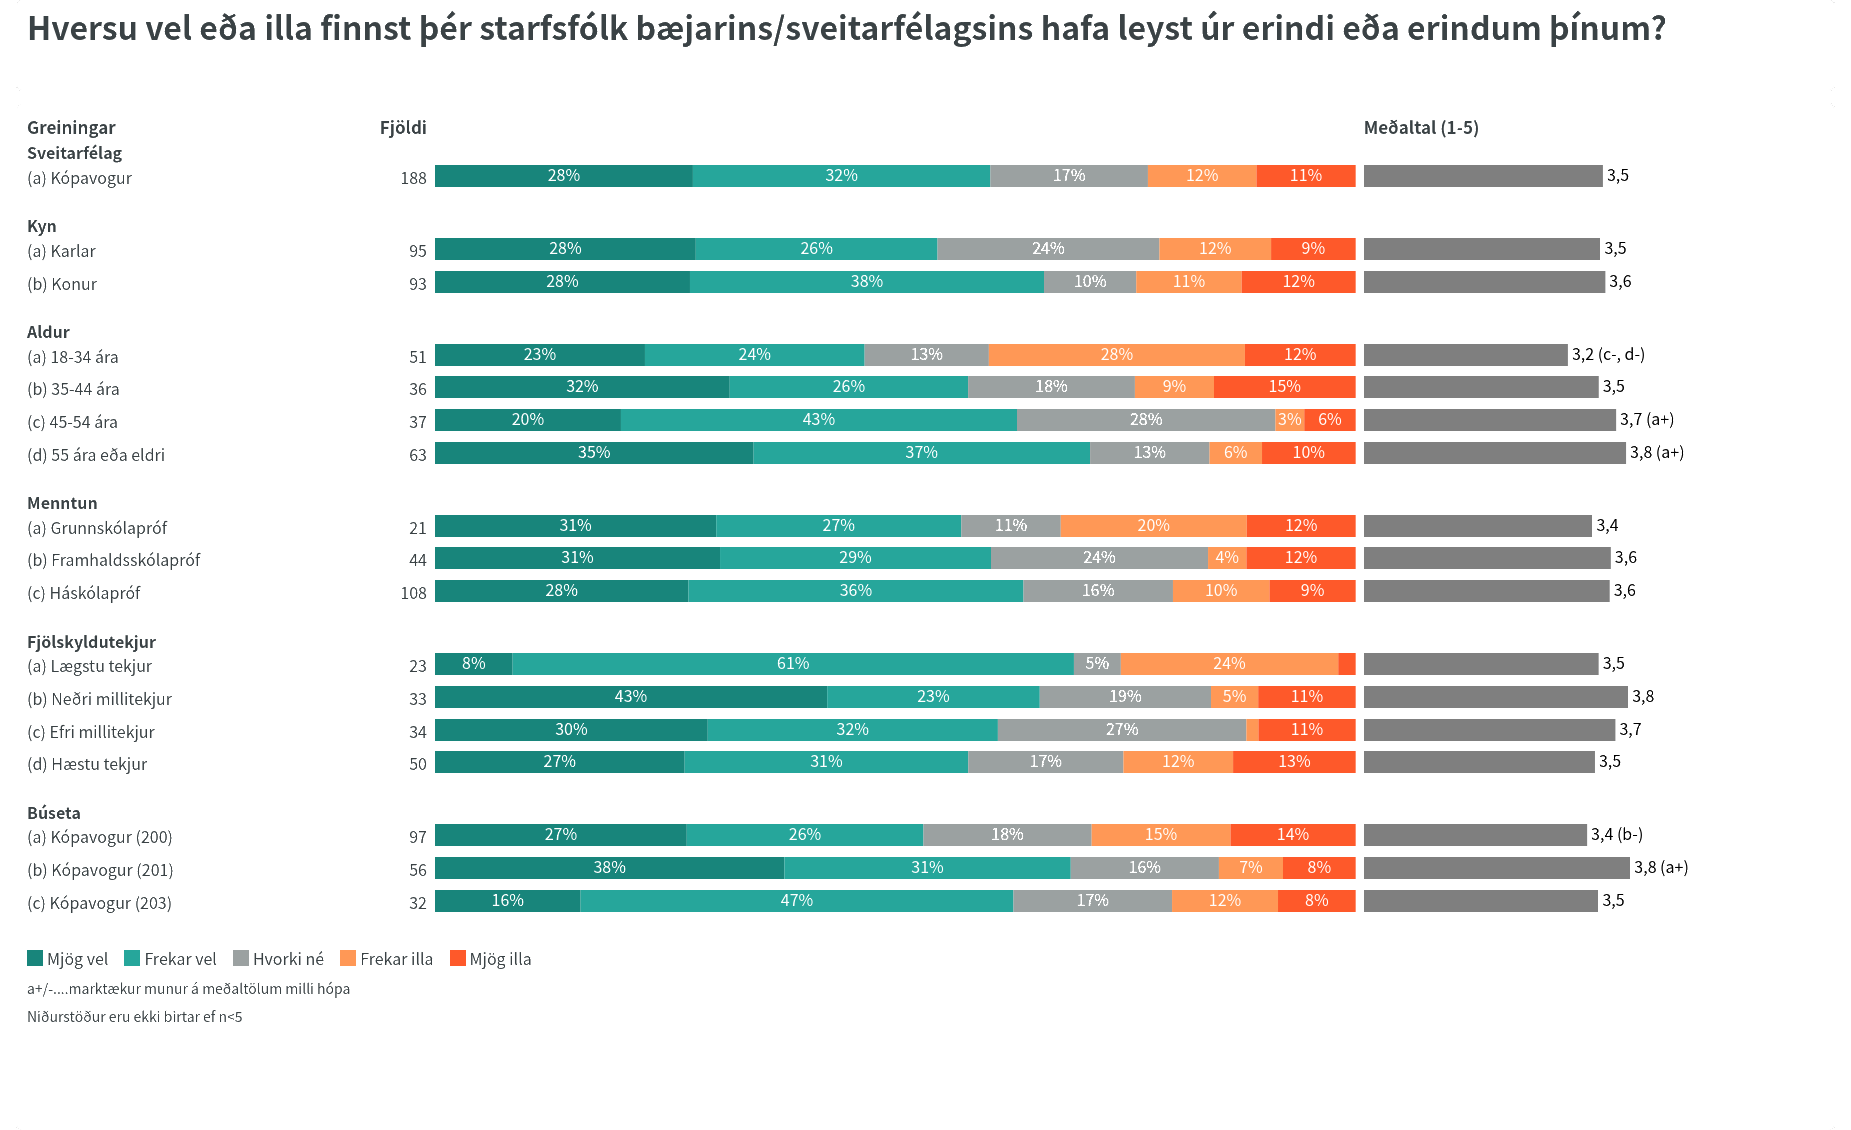 Hversu vel eða illa finnst þér starfsfólk bæjarins/sveitarfélagsins hafa leyst úr erindi eða erindum þínum?
Greiningar Fjöldi Meðaltal (1-5)
Sveitarfélag
(a) Kópavogur 188 28% 32% 17% 12% 11% 3,5
Kyn
(a) Karlar 95 28% 26% 24% 12% 9% 3,5
(b) Konur 93 28% 38% 10% 11% 12% 3,6
Aldur
(a) 18-34 ára 51 23% 24% 13% 28% 12% 3,2 (c-, d-)
(b) 35-44 ára 36 32% 26% 18% 9% 15% 3,5
(c) 45-54 ára 37 20% 43% 28% 3% 6% 3,7 (a+)
(d) 55 ára eða eldri 63 35% 37% 13% 6% 10% 3,8 (a+)
Menntun
(a) Grunnskólapróf 21 31% 27% 11% 20% 12% 3,4
(b) Framhaldsskólapróf 44 31% 29% 24% 4% 12% 3,6
(c) Háskólapróf 108 28% 36% 16% 10% 9% 3,6
Fjölskyldutekjur
(a) Lægstu tekjur 23 8% 61% 5% 24% 3,5
(b) Neðri millitekjur 33 43% 23% 19% 5% 11% 3,8
(c) Efri millitekjur 34 30% 32% 27% 11% 3,7
(d) Hæstu tekjur 50 27% 31% 17% 12% 13% 3,5
Búseta
(a) Kópavogur (200) 97 27% 26% 18% 15% 14% 3,4 (b-)
(b) Kópavogur (201) 56 38% 31% 16% 7% 8% 3,8 (a+)
(c) Kópavogur (203) 32 16% 47% 17% 12% 8% 3,5
Mjög vel Frekar vel Hvorki né Frekar illa Mjög illa
a+/-....marktækur munur á meðaltölum milli hópa
Niðurstöður eru ekki birtar ef n<5